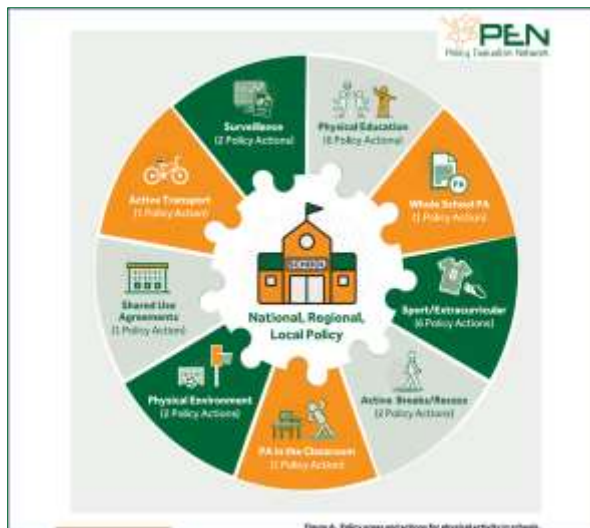 PEN
Policy Evaluation Network
Surveillance
(2 Policy Actions)
Physical Education
(6 Policy Actions)
Active Transport
(1 Policy Action)
Whole School PA
(1 Policy Action)
SCHOOL
National, Regional,
Local Policy
Shared Use
Agreements
(1 Policy Action)
Sport/Extracurricular
(6 Policy Actions)
Physical Environment
(2 Policy Actions)
Active Breaks/Recess
(2 Policy Actions)
PA in the Classroom
(1 Policy Action)
PA